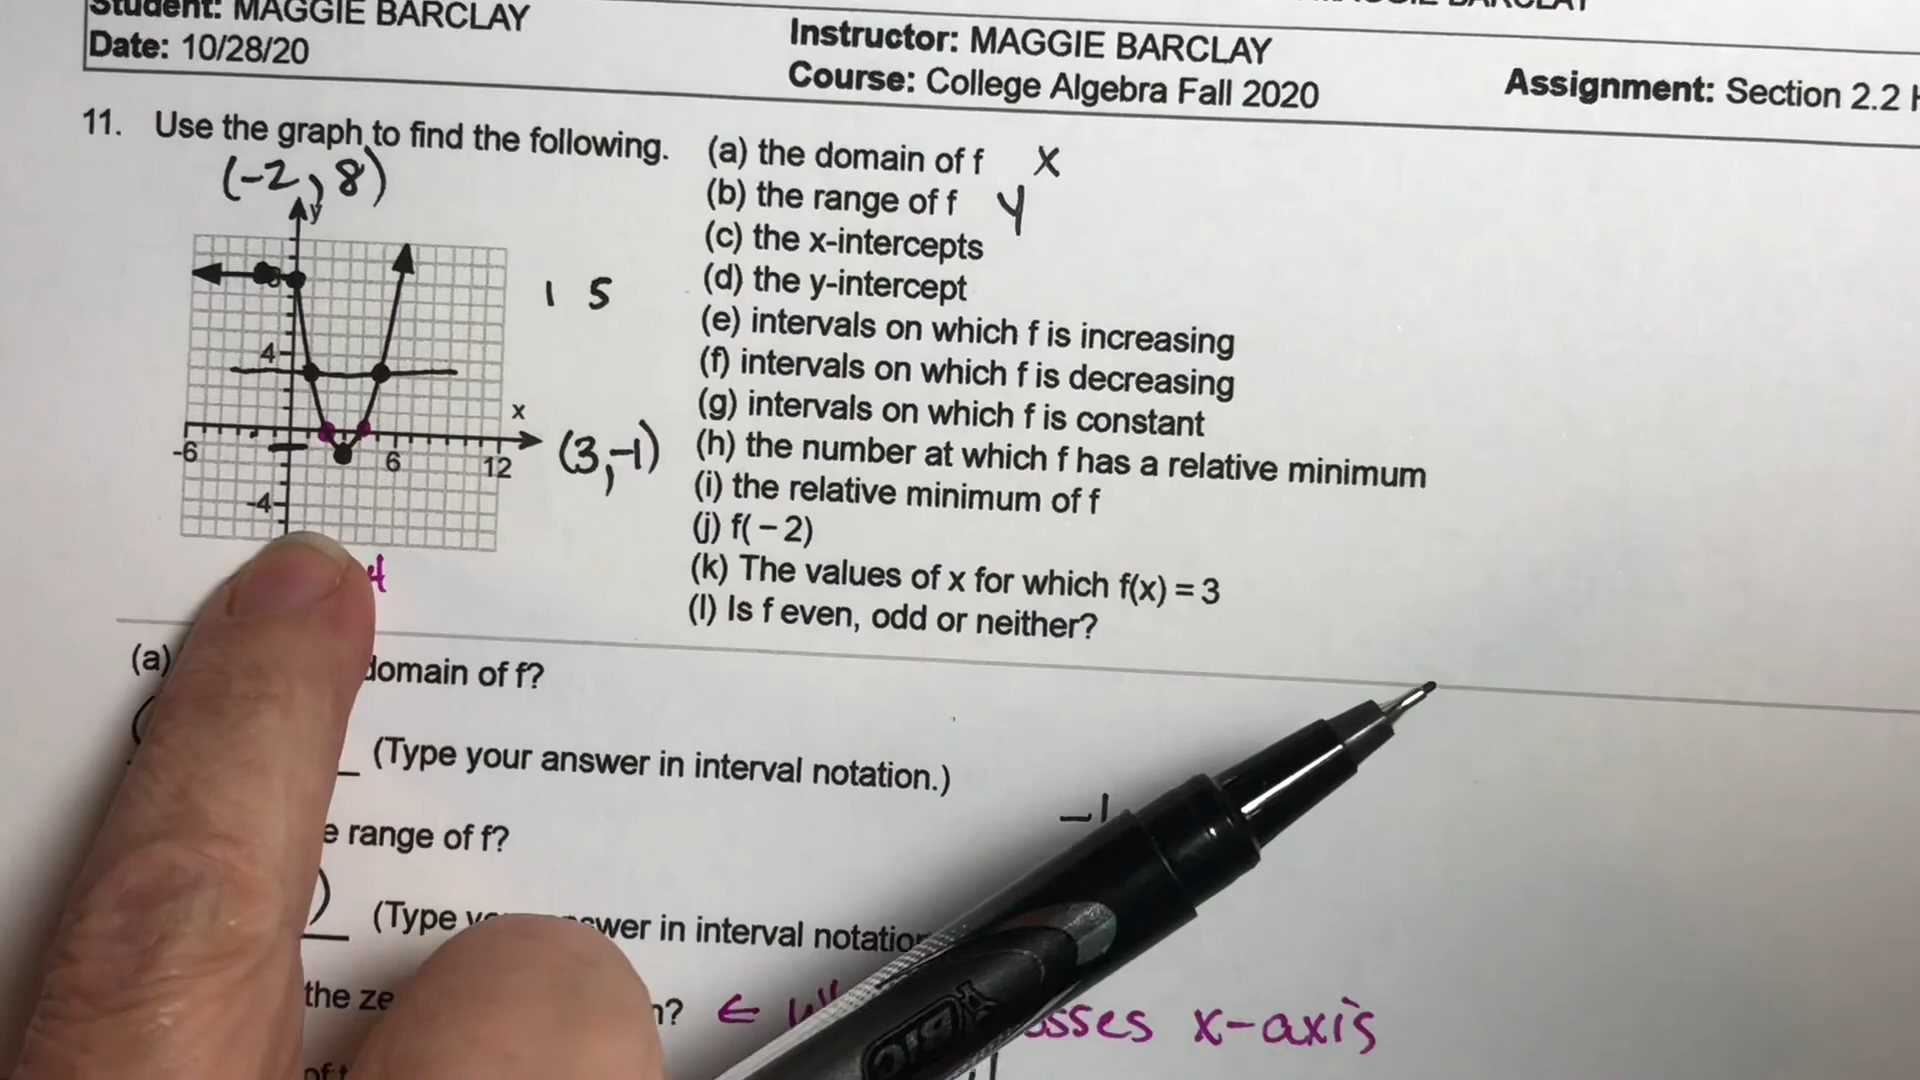 Student: MAGGIE BARCLAY
Date: 10/28/20
Instructor: MAGGIE BARCLAY
Course: College Algebra Fall 2020
Assignment: Section 2.2
11. Use the graph to find the following.
(-2, 8)
(a) the domain of f x
(b) the range of f y
(c) the x-intercepts
(d) the y-intercept
(e) intervals on which f is increasing
(f) intervals on which f is decreasing
(g) intervals on which f is constant
(h) the number at which f has a relative minimum
(i) the relative minimum of f
(j) f( − 2)
(k) The values of x for which f(x) = 3
(l) Is f even, odd or neither?
y
1 5
4
x
-6
6
12
(3,-1)
-4
4
(a) domain of f?
(Type your answer in interval notation.)
-1
range of f?
) (Type in interval
the n? ←
x-axis
BIC